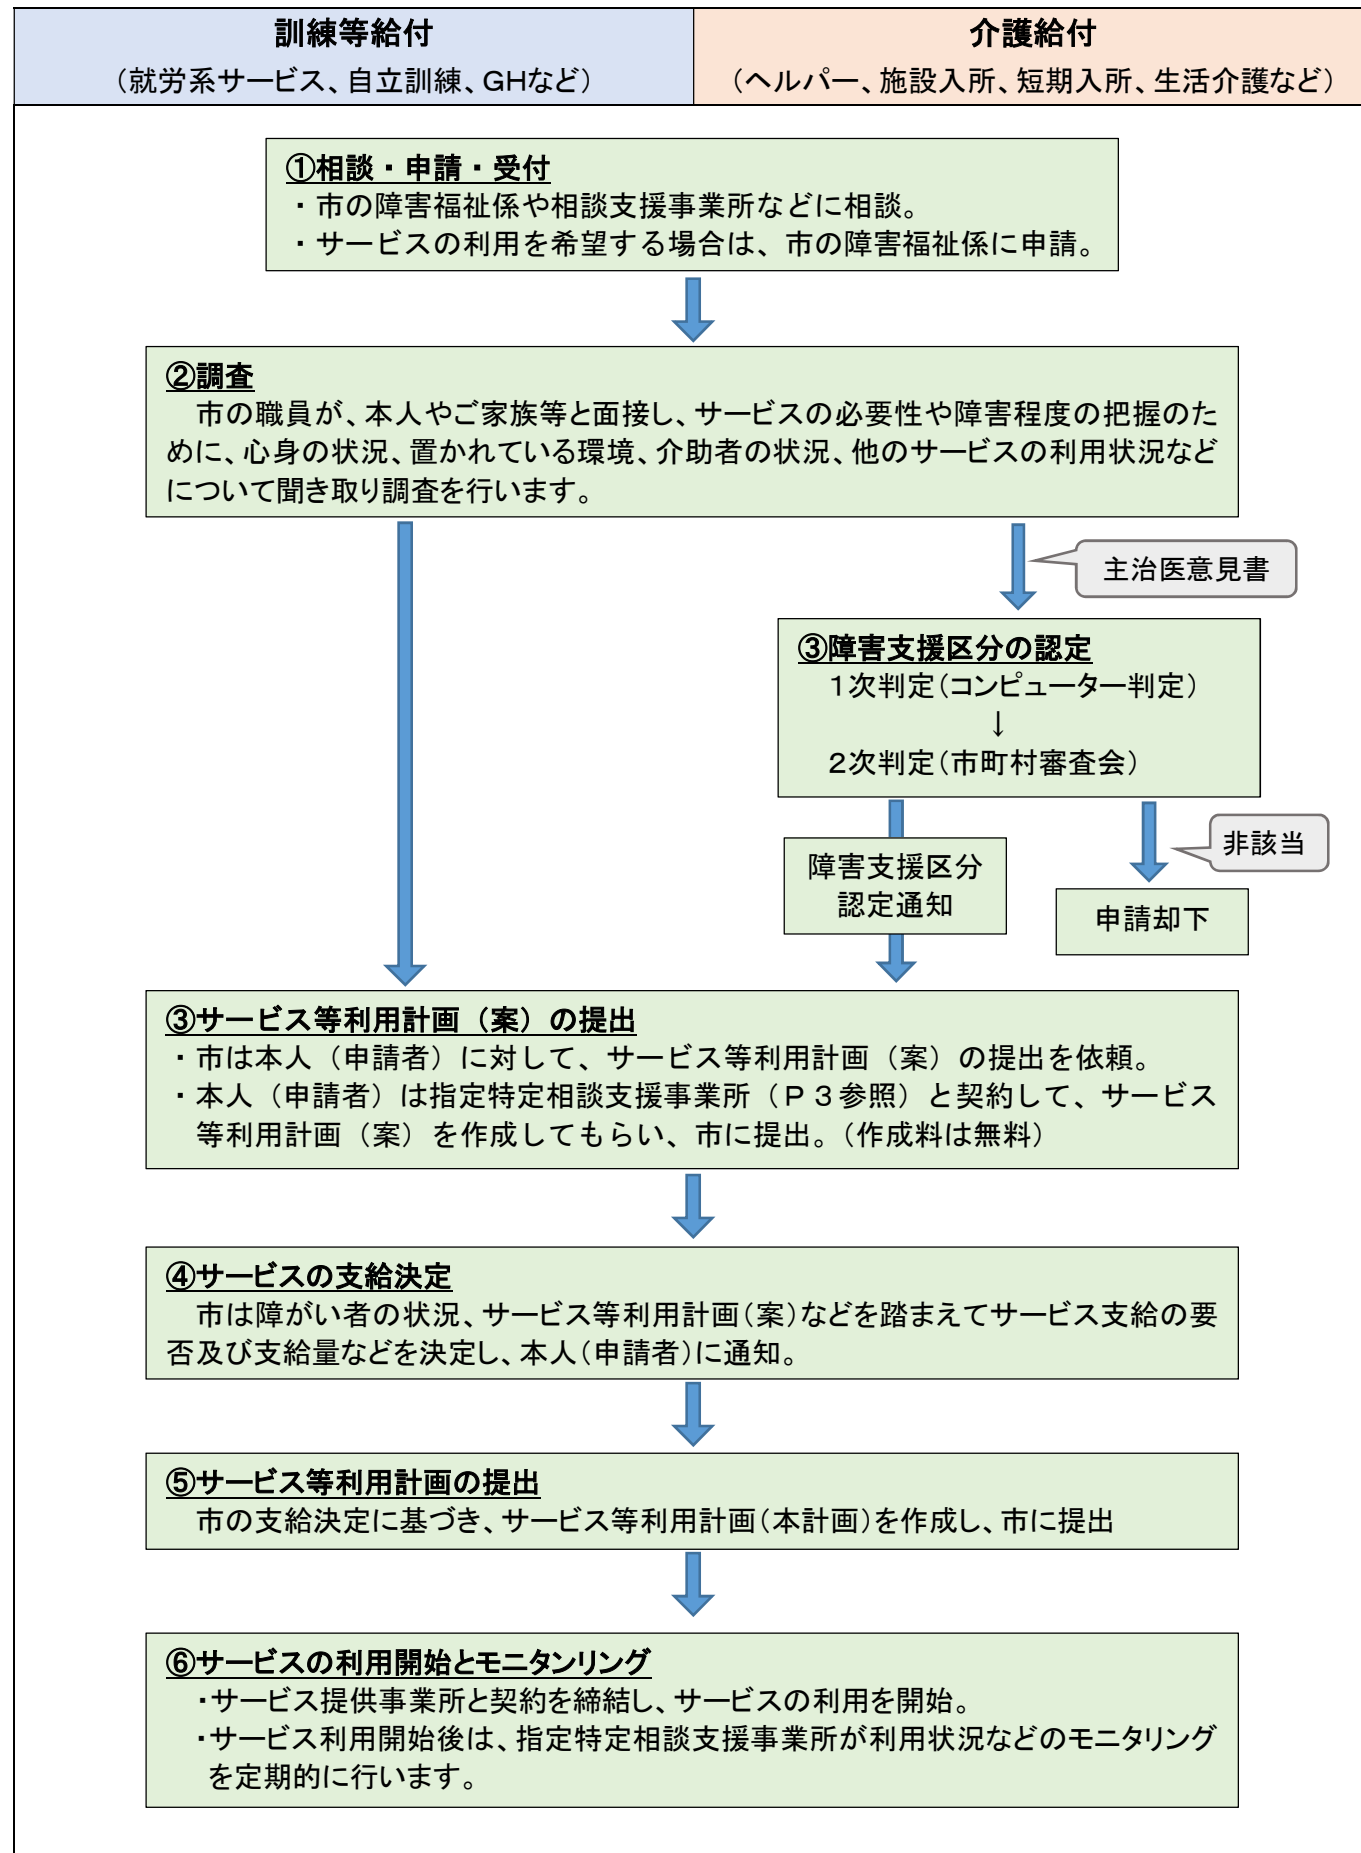 訓練等給付
（就労系サービス、自立訓練、GHなど）
介護給付
（ヘルパー、施設入所、短期入所、生活介護など）
①相談・申請・受付
・市の障害福祉係や相談支援事業所などに相談。
・サービスの利用を希望する場合は、市の障害福祉係に申請。
②調査
市の職員が、本人やご家族等と面接し、サービスの必要性や障害程度の把握のた
めに、心身の状況、置かれている環境、介助者の状況、他のサービスの利用状況など
について聞き取り調査を行います。
主治医意見書
③障害支援区分の認定
１次判定（コンピューター判定）
↓
２次判定（市町村審査会）
障害支援区分
認定通知
非該当
申請却下
③サービス等利用計画（案）の提出
・市は本人（申請者）に対して、サービス等利用計画（案）の提出を依頼。
・本人（申請者）は指定特定相談支援事業所（Ｐ３参照）と契約して、サービス
等利用計画（案）を作成してもらい、市に提出。（作成料は無料）
④サービスの支給決定
市は障がい者の状況、サービス等利用計画（案）などを踏まえてサービス支給の要
否及び支給量などを決定し、本人（申請者）に通知。
⑤サービス等利用計画の提出
市の支給決定に基づき、サービス等利用計画（本計画）を作成し、市に提出
⑥サービスの利用開始とモニタンリング
・サービス提供事業所と契約を締結し、サービスの利用を開始。
・サービス利用開始後は、指定特定相談支援事業所が利用状況などのモニタリング
を定期的に行います。